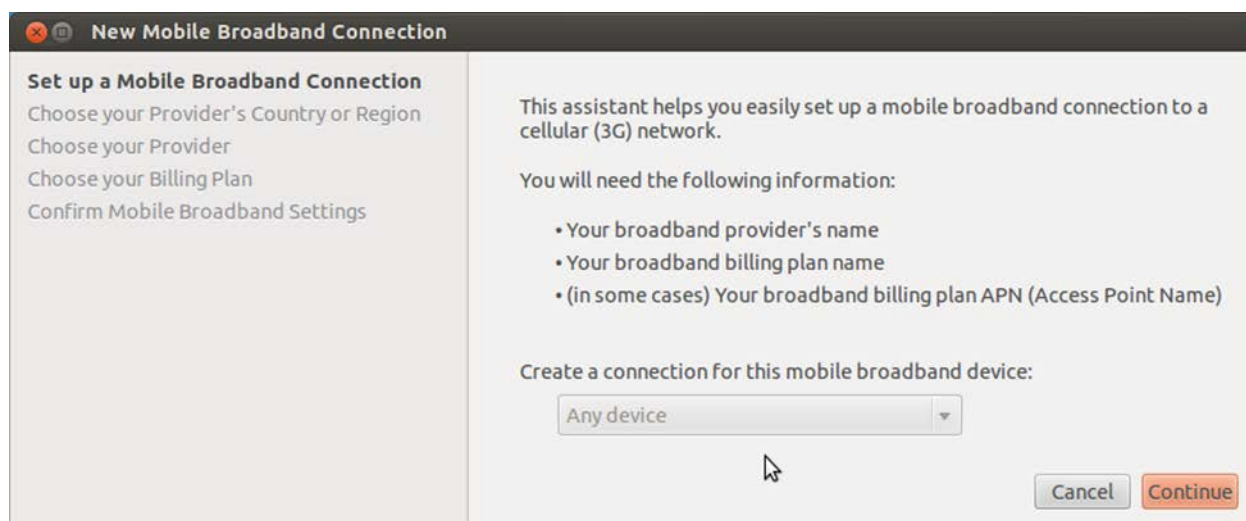 New Mobile Broadband Connection
Set up a Mobile Broadband Connection
Choose your Provider's Country or Region
Choose your Provider
Choose your Billing Plan
Confirm Mobile Broadband Settings
This assistant helps you easily set up a mobile broadband connection to a
cellular (3G) network.
You will need the following information:
• Your broadband provider's name
• Your broadband billing plan name
• (in some cases) Your broadband billing plan APN (Access Point Name)
Create a connection for this mobile broadband device:
Any device
Cancel Continue